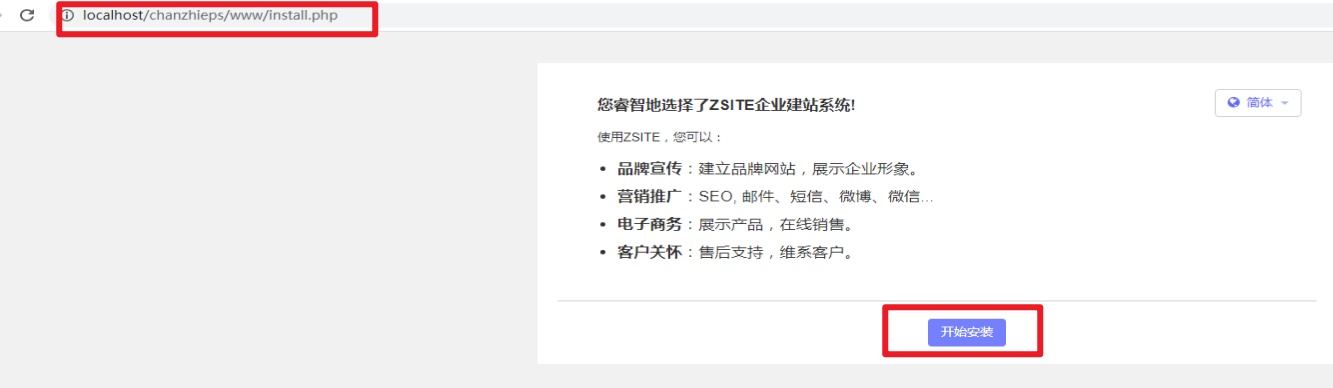 localhost/chanzhieps/www/install.php
您睿智地选择了ZSITE企业建站系统!
简体
使用ZSITE，您可以：
• 品牌宣传：建立品牌网站，展示企业形象。
• 营销推广：SEO, 邮件、短信、微博、微信...
• 电子商务：展示产品，在线销售。
• 客户关怀：售后支持，维系客户。
开始安装